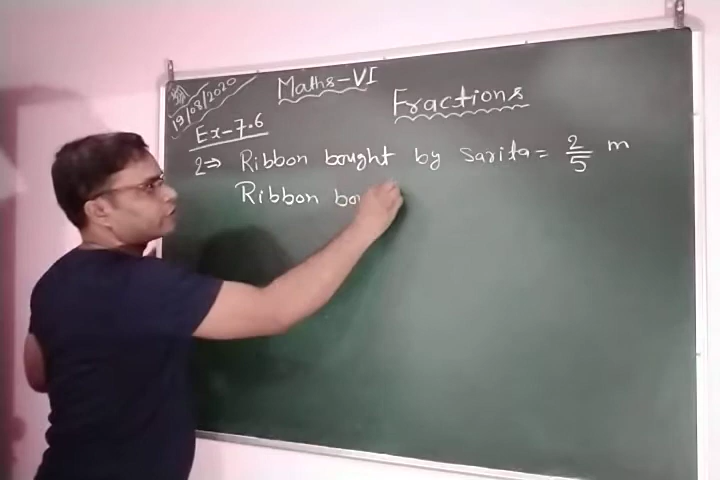 19/08/2020
Maths-VI
Fractions
Ex-7.6
2⇒ Ribbon bought by Sarita = 2/5 m
Ribbon bo